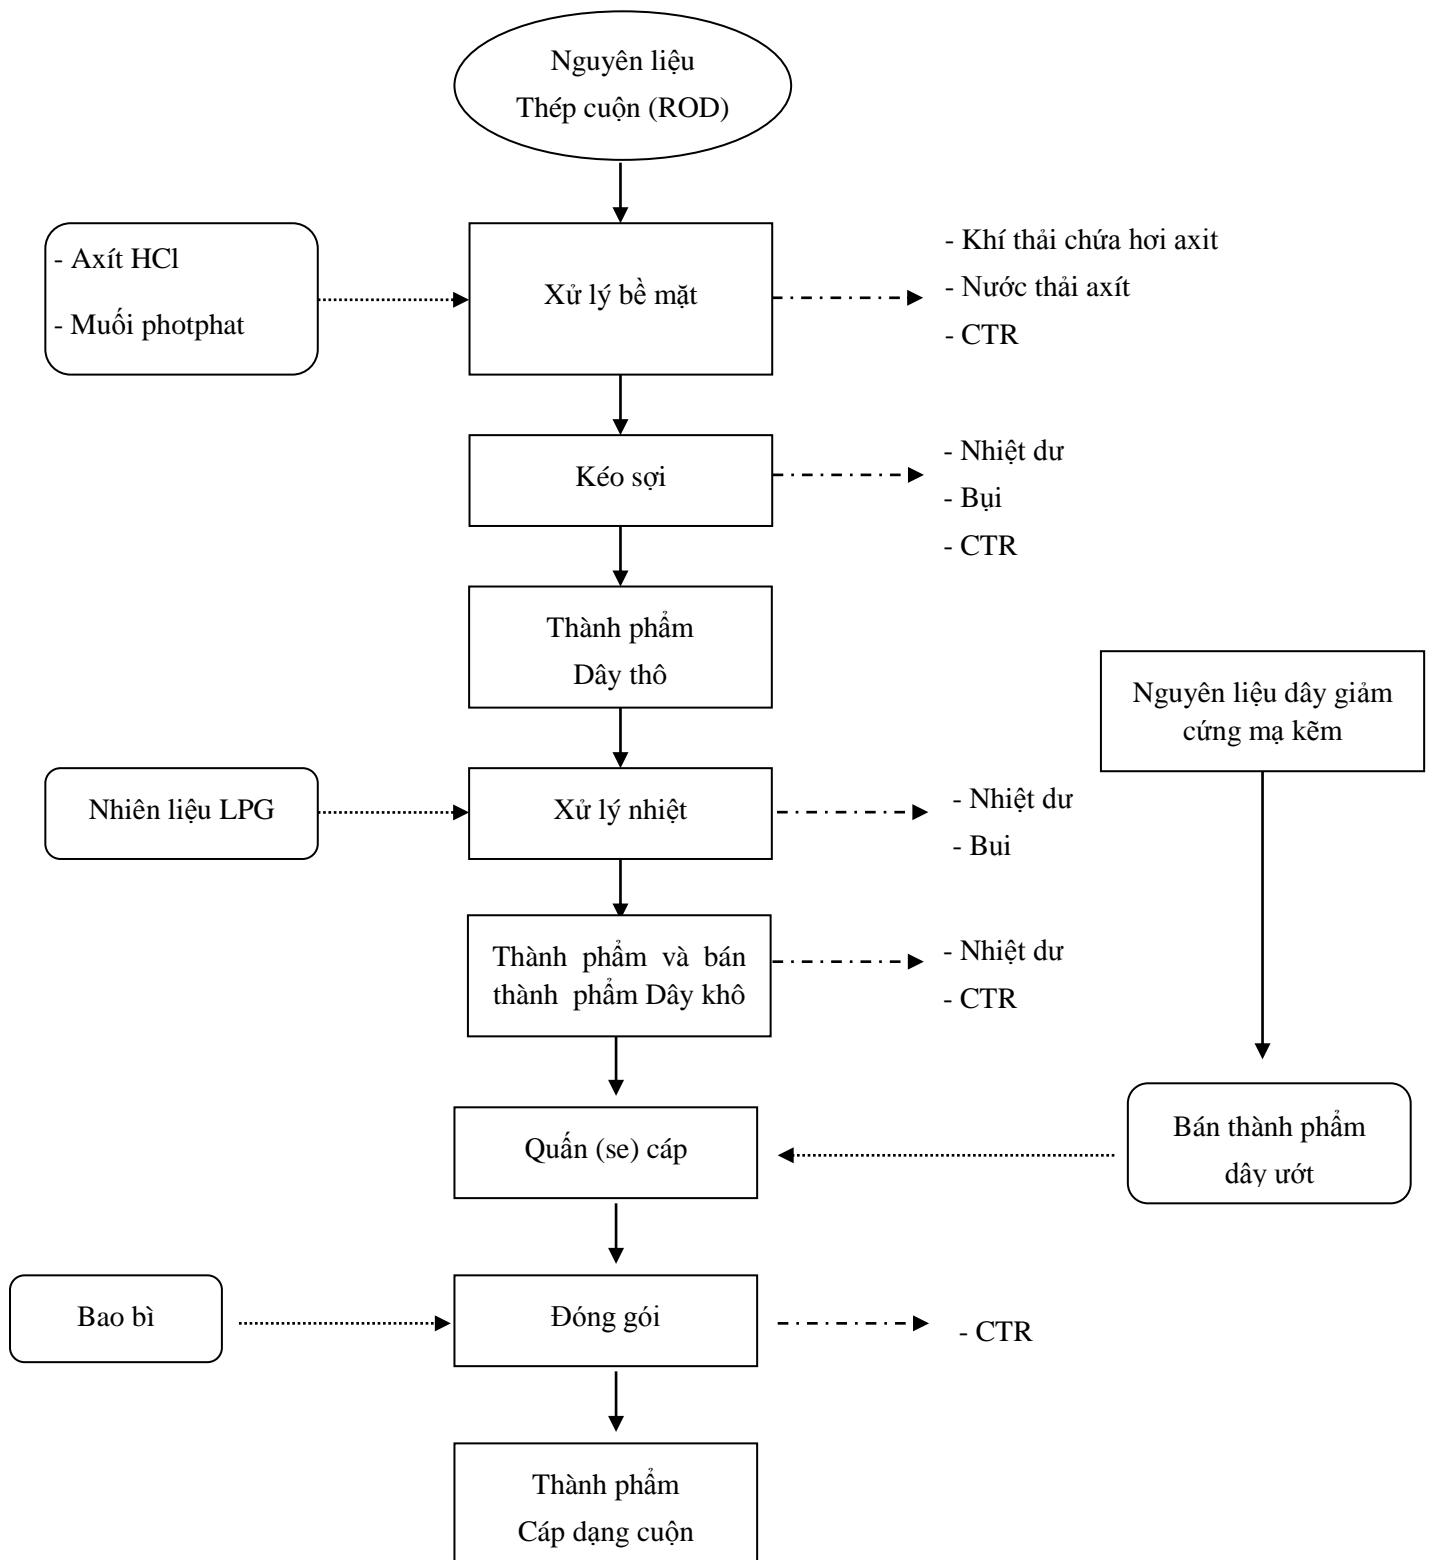 Nguyên liệu
Thép cuộn (ROD)
- Axít HCl
- Muối photphat
Xử lý bề mặt
- Khí thải chứa hơi axit
- Nước thải axít
- CTR
Kéo sợi
- Nhiệt dư
- Bụi
- CTR
Thành phẩm
Dây thô
Nguyên liệu dây giảm
cứng mạ kẽm
Nhiên liệu LPG
Xử lý nhiệt
- Nhiệt dư
- Bui
Thành phẩm và bán
thành phẩm Dây khô
- Nhiệt dư
- CTR
Quấn (se) cáp
Bán thành phẩm
dây ướt
Bao bì
Đóng gói
- CTR
Thành phẩm
Cáp dạng cuộn